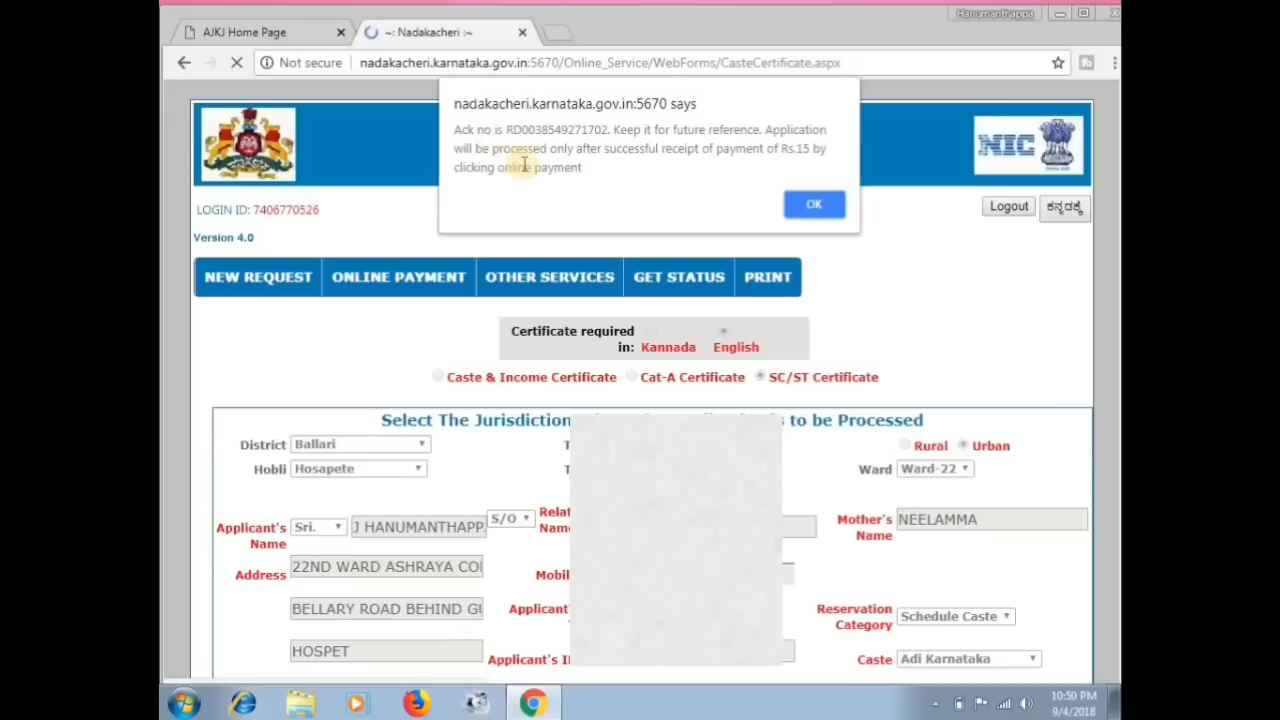 Hanumanthappa
AJKJ Home Page
~: Nadakacheri :~
Not secure
nadakacheri.karnataka.gov.in:5670/Online_Service/WebForms/CasteCertificate.aspx
nadakacheri.karnataka.gov.in:5670 says
Ack no is RD0038549271702. Keep it for future reference. Application
will be processed only after successful receipt of payment of Rs.15 by
clicking online payment
OK
NIC
LOGIN ID: 7406770526
Logout
ಕನ್ನಡಕ್ಕೆ
Version 4.0
NEW REQUEST ONLINE PAYMENT OTHER SERVICES GET STATUS PRINT
Certificate required
in: Kannada English
Caste & Income Certificate Cat-A Certificate SC/ST Certificate
Select The Jurisdiction s to be Processed
District Ballari T Rural Urban
Hobli Hosapete T Ward Ward-22
Applicant's
Name Sri. J HANUMANTHAPP S/O
Relat
Name
Mother's
Name NEELAMMA
Address 22ND WARD ASHRAYA CO Mobil
BELLARY ROAD BEHIND G Applicant'
Reservation
Category Schedule Caste
HOSPET Applicant's I Caste Adi Karnataka
10:50 PM
9/4/2018